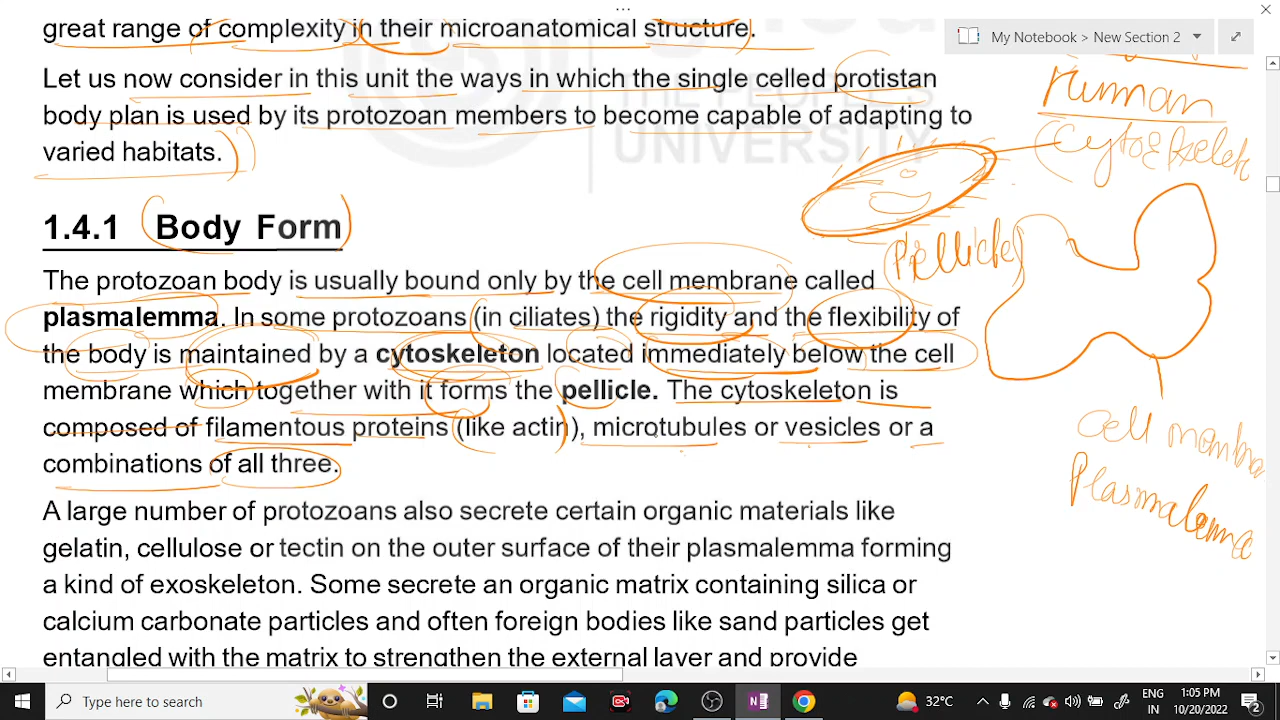 ...
My Notebook > New Section 2
great range of complexity in their microanatomical structure.
Let us now consider in this unit the ways in which the single celled protistan
body plan is used by its protozoan members to become capable of adapting to
varied habitats.
THE PEOPLE'S
UNIVERSITY
Human
Cytoskelet
1.4.1 Body Form
Pellicle
The protozoan body is usually bound only by the cell membrane called
plasmalemma. In some protozoans (in ciliates) the rigidity and the flexibility of
the body is maintained by a cytoskeleton located immediately below the cell
membrane which together with it forms the pellicle. The cytoskeleton is
composed of filamentous proteins (like actin), microtubules or vesicles or a
combinations of all three.
Cell membra
Plasmalemma
A large number of protozoans also secrete certain organic materials like
gelatin, cellulose or tectin on the outer surface of their plasmalemma forming
a kind of exoskeleton. Some secrete an organic matrix containing silica or
calcium carbonate particles and often foreign bodies like sand particles get
entangled with the matrix to strengthen the external layer and provide
Type here to search
32°C
ENG
IN
1:05 PM
10/20/2022
2